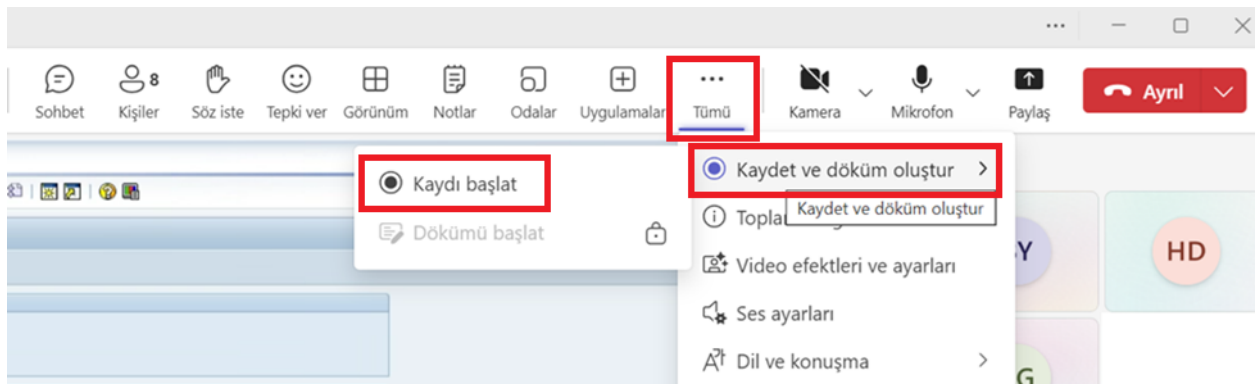 Sohbet
Kişiler
8
Söz iste
Tepki ver
Görünüm
Notlar
Odalar
Uygulamalar
Tümü
Kamera
Mikrofon
Paylaş
Ayrıl
Kaydet ve döküm oluştur
Kaydı başlat
Kaydet ve döküm oluştur
Dökümü başlat
Video efektleri ve ayarları
Ses ayarları
Dil ve konuşma
Y
HD
G